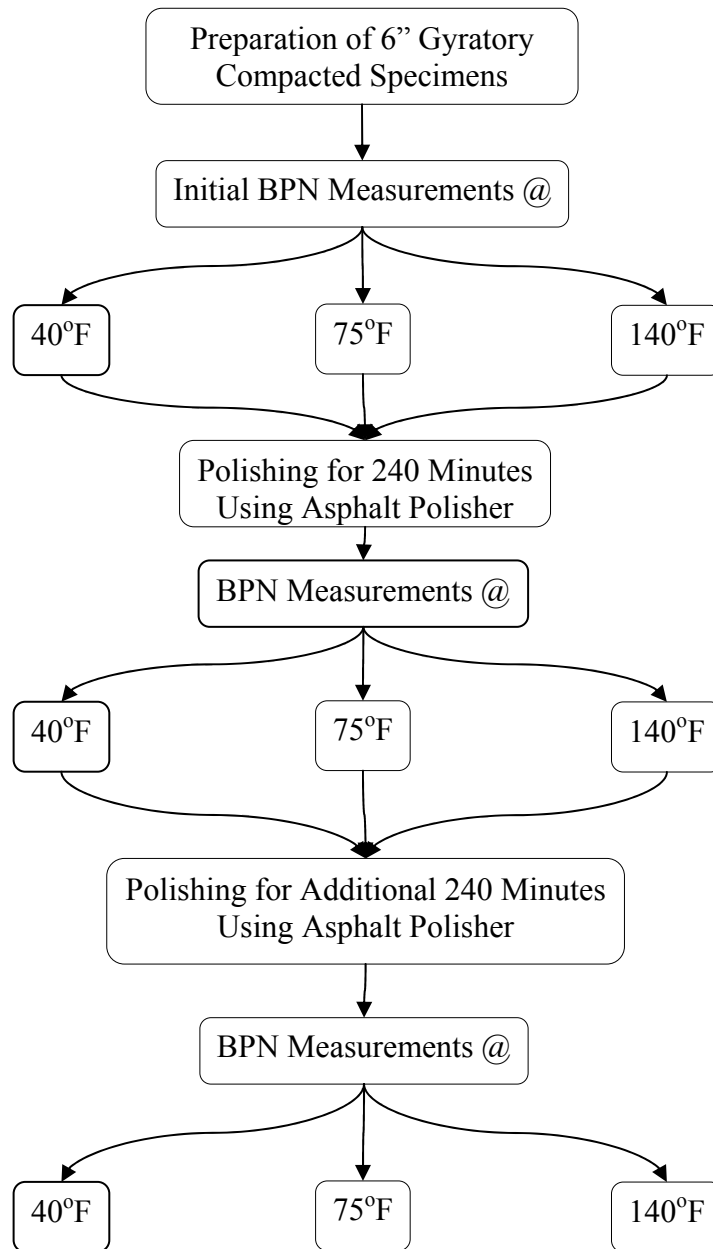 Preparation of 6” Gyratory
Compacted Specimens
Initial BPN Measurements @
40°F
75°F
140°F
Polishing for 240 Minutes
Using Asphalt Polisher
BPN Measurements @
40°F
75°F
140°F
Polishing for Additional 240 Minutes
Using Asphalt Polisher
BPN Measurements @
40°F
75°F
140°F